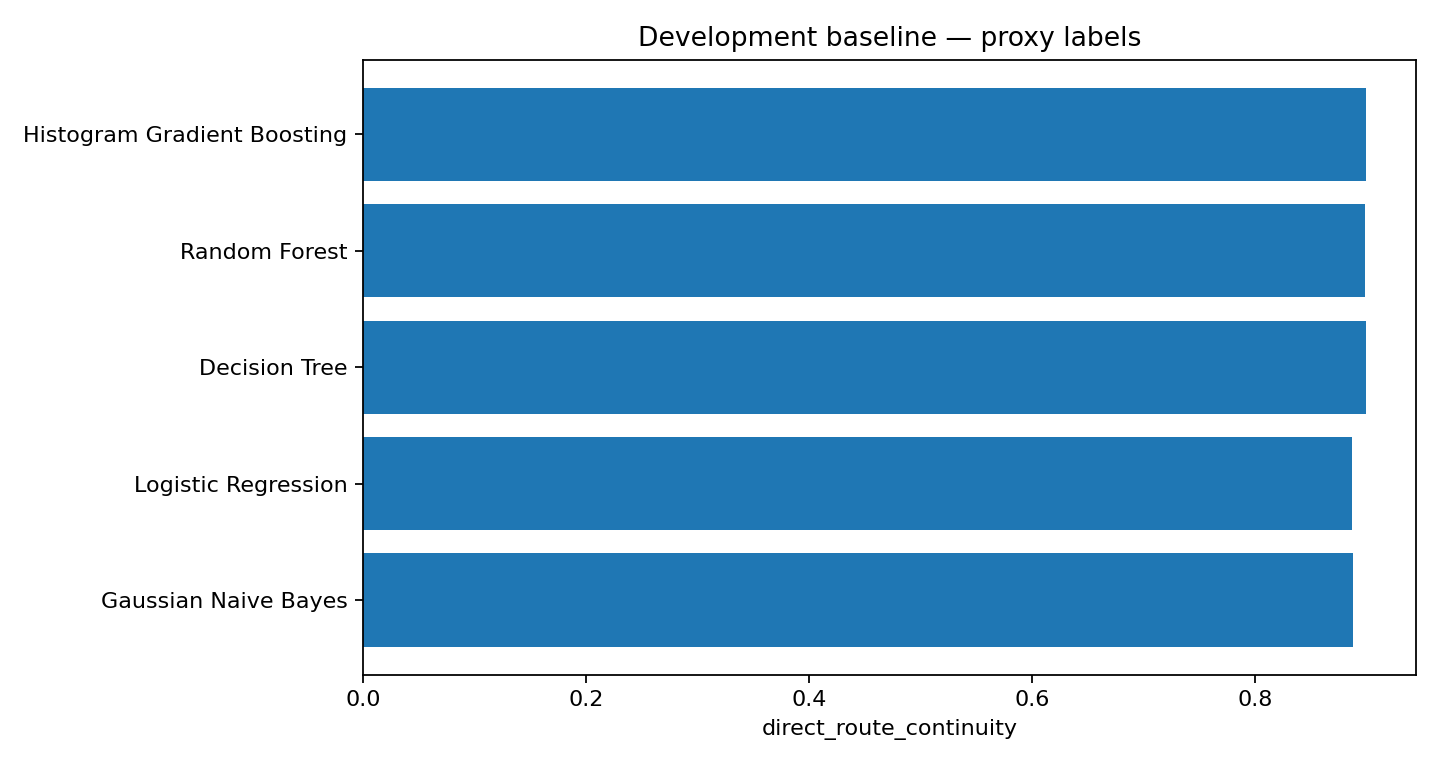 Development baseline — proxy labels
Histogram Gradient Boosting
Random Forest
Decision Tree
Logistic Regression
Gaussian Naive Bayes
0.0 0.2 0.4 0.6 0.8
direct_route_continuity